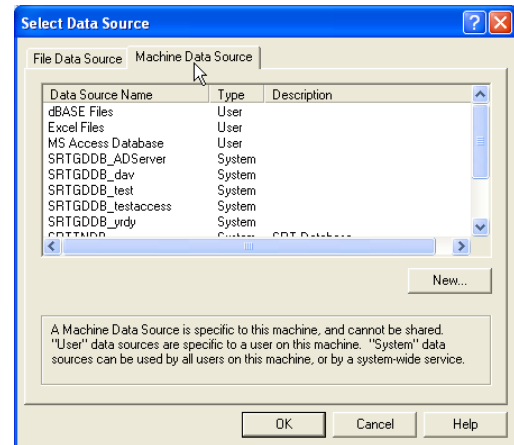 Select Data Source
File Data Source Machine Data Source
Data Source Name Type Description
dBASE Files User
Excel Files User
MS Access Database User
SRTGDDB_ADServer System
SRTGDDB_dav System
SRTGDDB_test System
SRTGDDB_testaccess System
SRTGDDB_yrdy System
System SRT Database
New...
A Machine Data Source is specific to this machine, and cannot be shared.
"User" data sources are specific to a user on this machine. "System" data
sources can be used by all users on this machine, or by a system-wide service.
OK Cancel Help